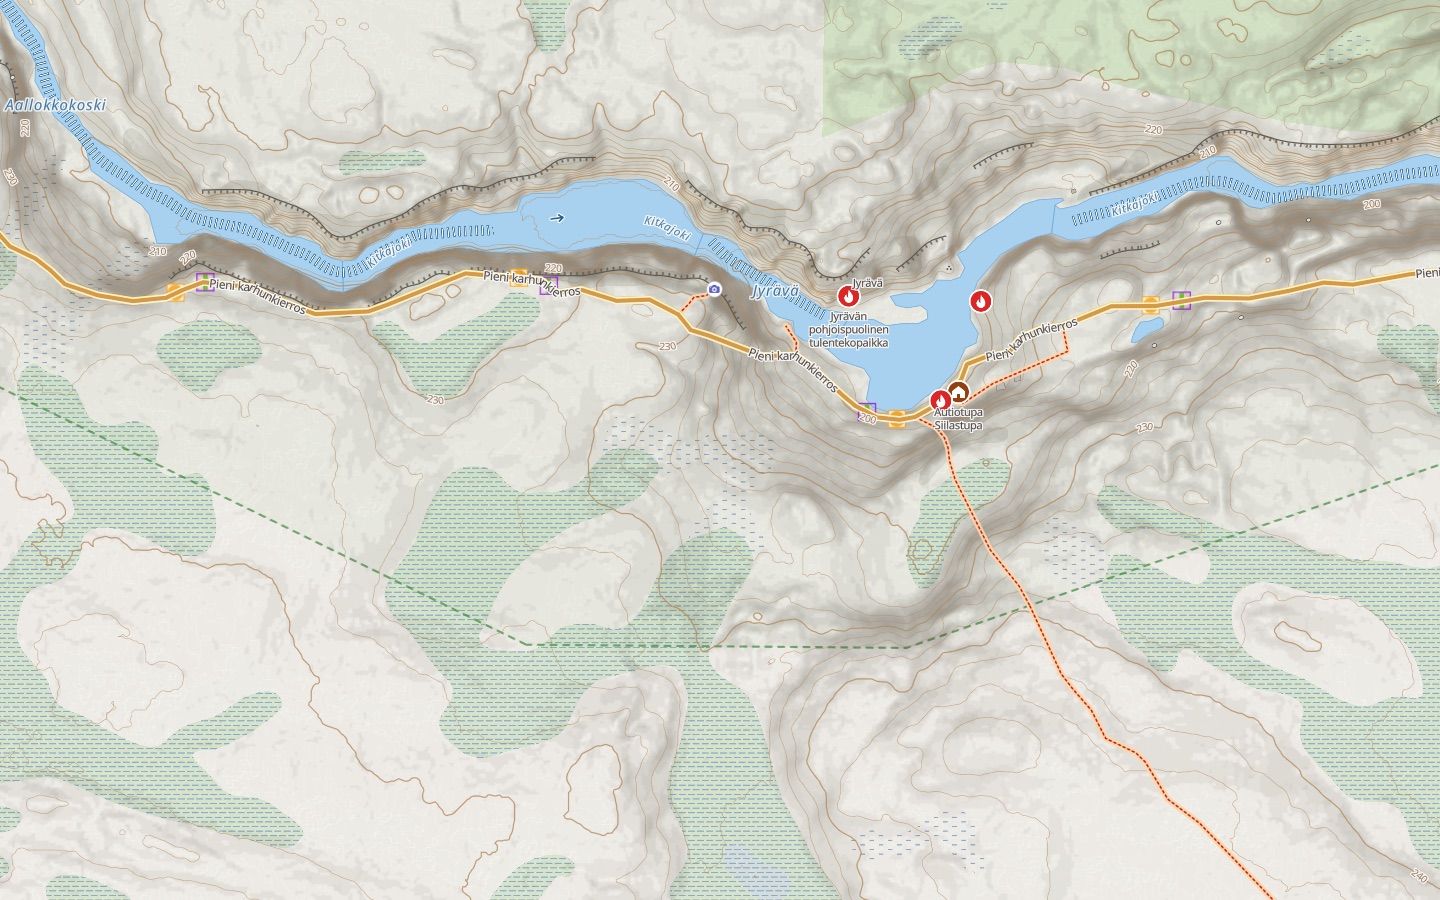 Aallokkokoski
220
230
210
220
Kitkajoki
210
Kitkajoki
220
210
Kitkajoki
200
Pieni karhunkierros
Pieni karhunkierros
220
Jyrävä
Jyrävä
Jyrävän
pohjoispuolinen
tulentekopaikka
Pieni
230
Pieni karhunkierros
Pieni karhunkierros
220
230
200
Autiotupa
Siilastupa
230
240